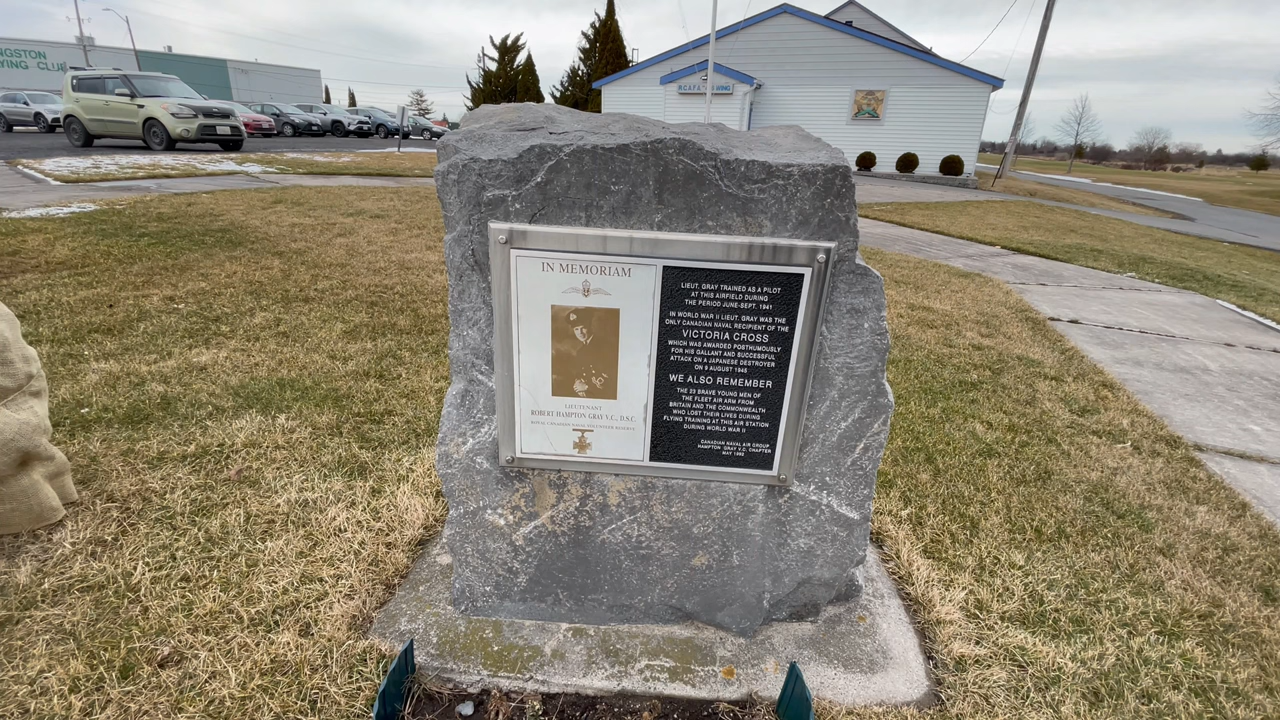 NGSTON
YING CLUB
R.C.A.F.A. 416 WING
IN MEMORIAM
LIEUTENANT
ROBERT HAMPTON GRAY V.C., D.S.C.
ROYAL CANADIAN NAVAL VOLUNTEER RESERVE
LIEUT. GRAY TRAINED AS A PILOT
AT THIS AIRFIELD DURING
THE PERIOD JUNE-SEPT. 1941
IN WORLD WAR II LIEUT. GRAY WAS THE
ONLY CANADIAN NAVAL RECIPIENT OF THE
VICTORIA CROSS
WHICH WAS AWARDED POSTHUMOUSLY
FOR HIS GALLANT AND SUCCESSFUL
ATTACK ON A JAPANESE DESTROYER
ON 9 AUGUST 1945
WE ALSO REMEMBER
THE 23 BRAVE YOUNG MEN OF
THE FLEET AIR ARM FROM
BRITAIN AND THE COMMONWEALTH
WHO LOST THEIR LIVES DURING
FLYING TRAINING AT THIS AIR STATION
DURING WORLD WAR II
CANADIAN NAVAL AIR GROUP
HAMPTON GRAY V.C. CHAPTER
MAY 1992